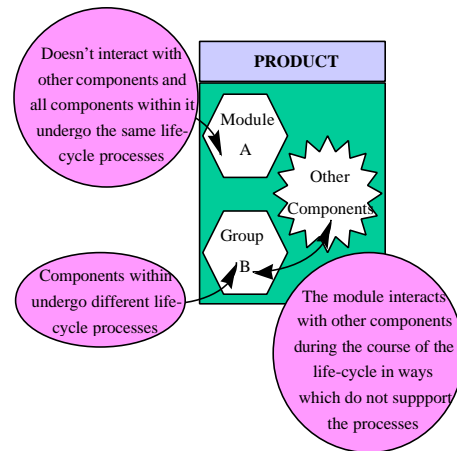 Doesn't interact with
other components and
all components within it
undergo the same life-
cycle processes
PRODUCT
Module
A
Other
Components
Group
B
Components within
undergo different life-
cycle processes
The module interacts
with other components
during the course of the
life-cycle in ways
which do not suppport
the processes